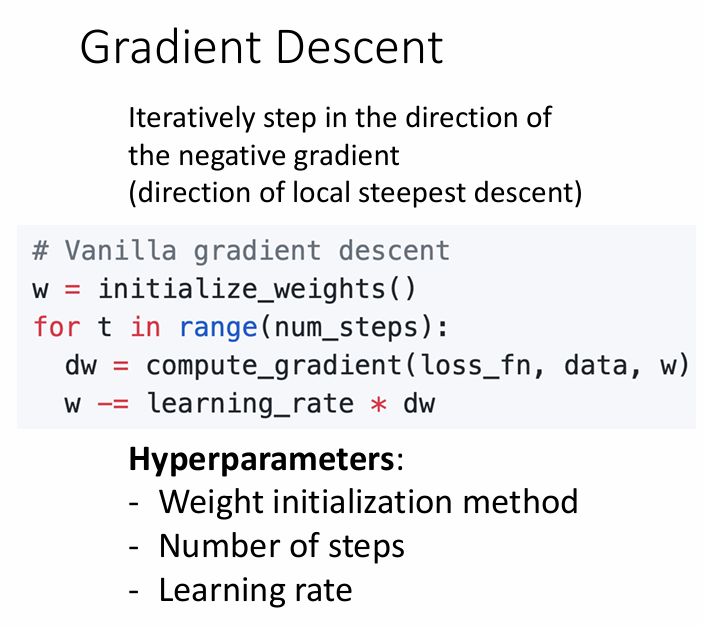 Gradient Descent
Iteratively step in the direction of
the negative gradient
(direction of local steepest descent)
# Vanilla gradient descent
w = initialize_weights()
for t in range(num_steps):
  dw = compute_gradient(loss_fn, data, w)
  w -= learning_rate * dw
Hyperparameters:
- Weight initialization method
- Number of steps
- Learning rate